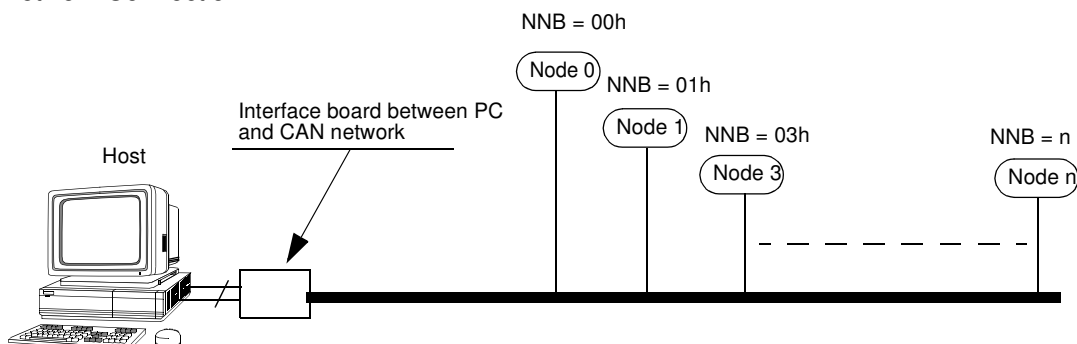 NNB = 00h
Node 0
NNB = 01h
Interface board between PC
and CAN network
Node 1
NNB = 03h
NNB = n
Host
Node 3
Node n